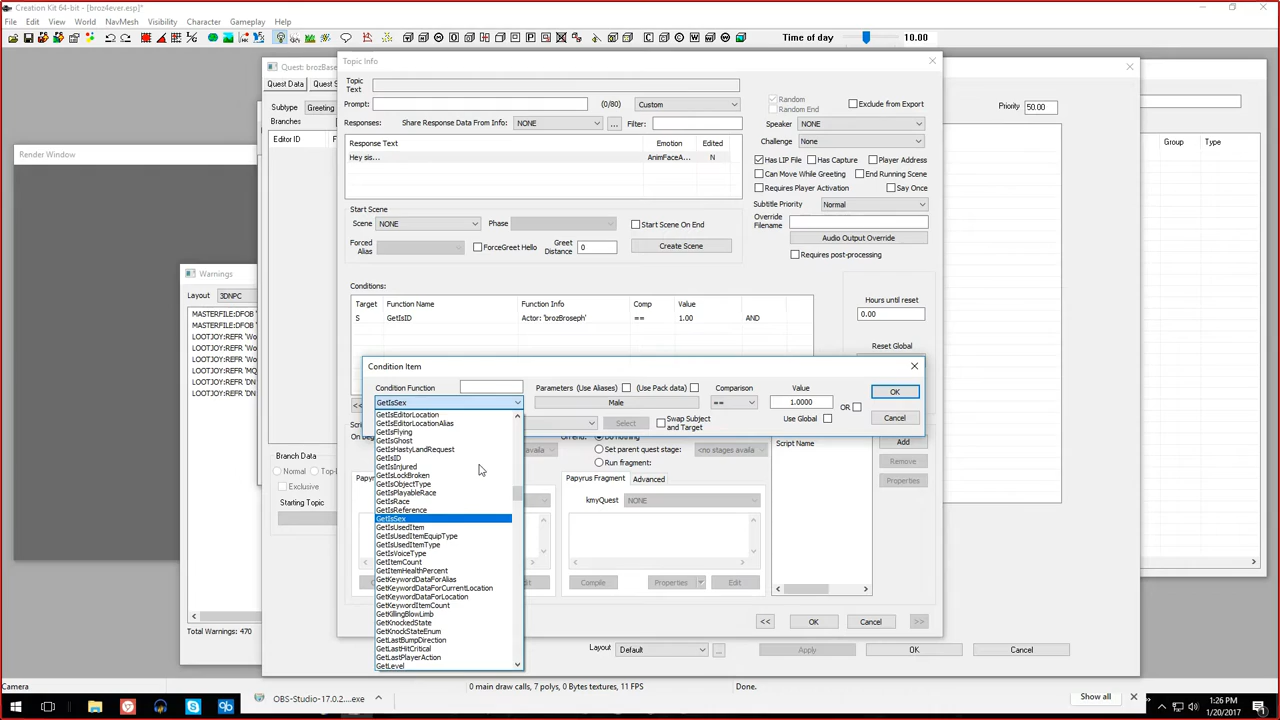 Creation Kit 64-bit - [broz4ever.esp]*
File Edit View World NavMesh Visibility Character Gameplay Help
Time of day 10.00
Quest: brozBase
Topic Info
Quest Data Quest S
Topic Text
Prompt: (0/80) Custom
Random
Random End
Exclude from Export
Subtype Greeting
Priority 50.00
Branches
Responses: Share Response Data From Info: NONE ... Filter:
Speaker NONE
Editor ID
Challenge None
Group Type
Response Text Emotion Edited
Hey sis... AnimFaceA... N
Has LIP File Has Capture Player Address
Can Move While Greeting End Running Scene
Requires Player Activation Say Once
Render Window
Subtitle Priority Normal
Start Scene
Scene NONE Phase Start Scene On End
Override Filename
Forced Alias ForceGreet Hello Greet Distance 0 Create Scene
Audio Output Override
Requires post-processing
Warnings
Layout 3DNPC
Conditions:
Target Function Name Function Info Comp Value
S GetIsID Actor: 'brozBroseph' == 1.00 AND
Hours until reset
0.00
Reset Global
MASTERFILE:DFOB '
MASTERFILE:DFOB '
LOOTJOY:REFR 'Wo
LOOTJOY:REFR 'Wo
LOOTJOY:REFR 'Wo
LOOTJOY:REFR 'MQ
LOOTJOY:REFR 'DN
LOOTJOY:REFR 'DN
Condition Item
Condition Function Parameters (Use Aliases) (Use Pack data) Comparison Value
GetIsSex Male == 1.0000 OR OK
Select Swap Subject and Target Use Global Cancel
GetIsEditorLocation
GetIsEditorLocationAlias
GetIsFlying
GetIsGhost
GetIsHastyLandRequest
GetIsID
GetIsInjured
GetIsLockBroken
GetIsObjectType
GetIsPlayableRace
GetIsRace
GetIsReference
GetIsSex
GetIsUsedItem
GetIsUsedItemEquipType
GetIsUsedItemType
GetIsVoiceType
GetItemCount
GetItemHealthPercent
GetKeywordDataForAlias
GetKeywordDataForCurrentLocation
GetKeywordDataForLocation
GetKeywordItemCount
GetKillingBlowLimb
GetKnockedState
GetKnockStateEnum
GetLastBumpDirection
GetLastHitCritical
GetLastPlayerAction
GetLevel
On end: Do nothing
Set parent quest stage: <no stages availa
Run fragment:
Script Name
Add
Remove
Properties
Branch Data
Normal Top-
Exclusive
Starting Topic
Papyrus Fragment Advanced
kmyQuest NONE
Compile Properties Edit
<< OK Cancel >>
Total Warnings: 470
Layout Default ... Apply OK Cancel
Camera 0 main draw calls, 7 polys, 0 Bytes textures, 11 FPS Done.
OBS-Studio-17.0.2....exe
Show all
1:26 PM
1/20/2017